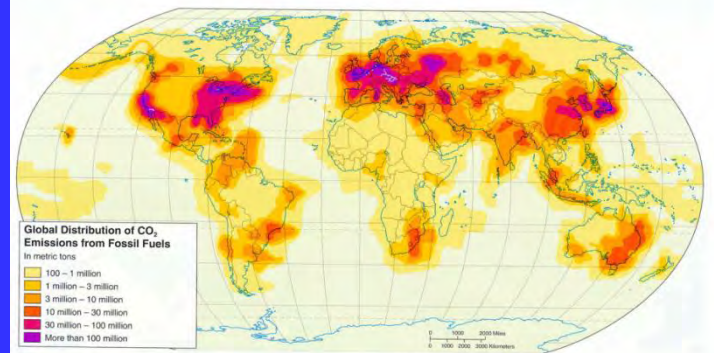 Global Distribution of CO₂
Emissions from Fossil Fuels
In metric tons
100 – 1 million
1 million – 3 million
3 million – 10 million
10 million – 30 million
30 million – 100 million
More than 100 million
0 1000 2000 Miles
0 1000 2000 3000 Kilometers